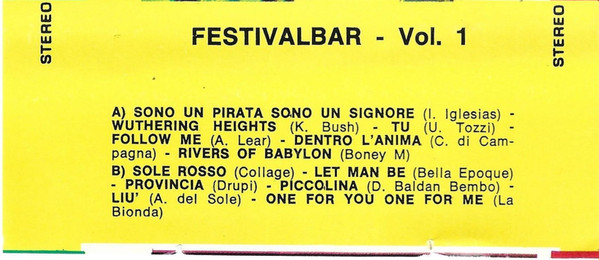 STEREO
FESTIVALBAR - Vol. 1
STEREO
A) SONO UN PIRATA SONO UN SIGNORE (I. Iglesias) -
WUTHERING HEIGHTS (K. Bush) - TU (U. Tozzi) -
FOLLOW ME (A. Lear) - DENTRO L'ANIMA (C. di Cam-
pagna) - RIVERS OF BABYLON (Boney M)
B) SOLE ROSSO (Collage) - LET MAN BE (Bella Epoque)
- PROVINCIA (Drupi) - PICCOLINA (D. Baldan Bembo) -
LIU' (A. del Sole) - ONE FOR YOU ONE FOR ME (La
Bionda)